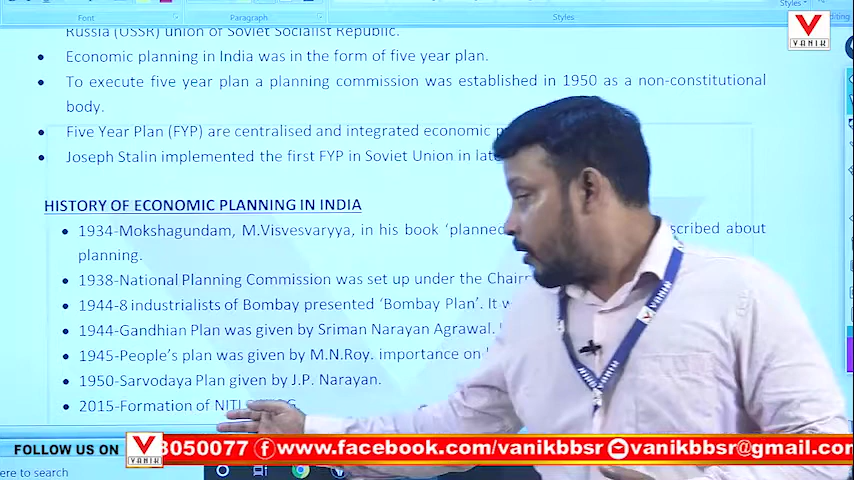 Styles
Font
Paragraph
Styles
Editing
Russia (USSR) union of Soviet Socialist Republic.
Economic planning in India was in the form of five year plan.
To execute five year plan a planning commission was established in 1950 as a non-constitutional
body.
Five Year Plan (FYP) are centralised and integrated economic
Joseph Stalin implemented the first FYP in Soviet Union in
HISTORY OF ECONOMIC PLANNING IN INDIA
1934-Mokshagundam, M.Visvesvaryya, in his book ‘planned scribed about
planning.
1938-National Planning Commission was set up under the
1944-8 industrialists of Bombay presented ‘Bombay Plan’. It
1944-Gandhian Plan was given by Sriman Narayan Agrawal.
1945-People’s plan was given by M.N.Roy. importance on
1950-Sarvodaya Plan given by J.P. Narayan.
2015-Formation of NITI
VANIK
VANIK
VANIK
FOLLOW US ON VANIK 8050077 www.facebook.com/vanikbbsr vanikbbsr@gmail.com
ere to search